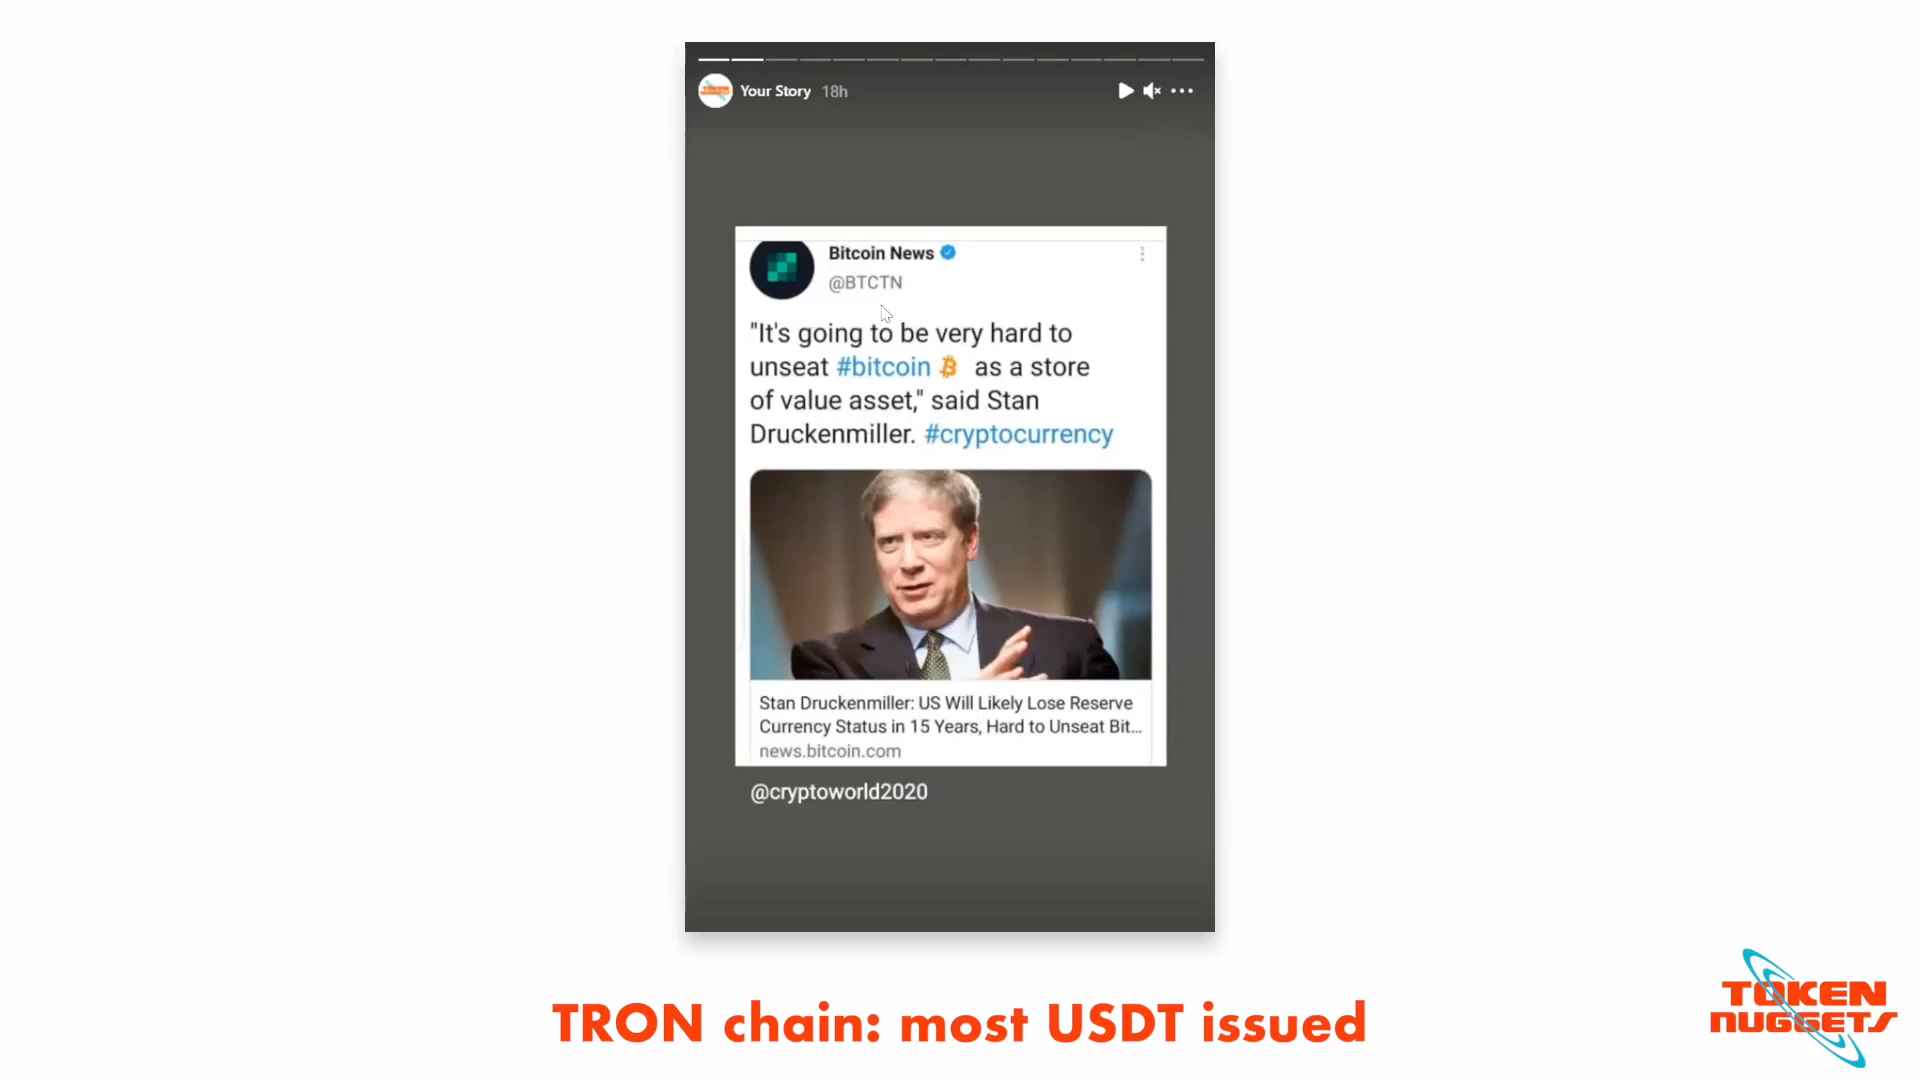 Your Story 18h
Bitcoin News
@BTCTN
"It's going to be very hard to
unseat #bitcoin as a store
of value asset," said Stan
Druckenmiller. #cryptocurrency
Stan Druckenmiller: US Will Likely Lose Reserve
Currency Status in 15 Years, Hard to Unseat Bit...
news.bitcoin.com
@cryptoworld2020
TRON chain: most USDT issued
TOKEN
NUGGETS